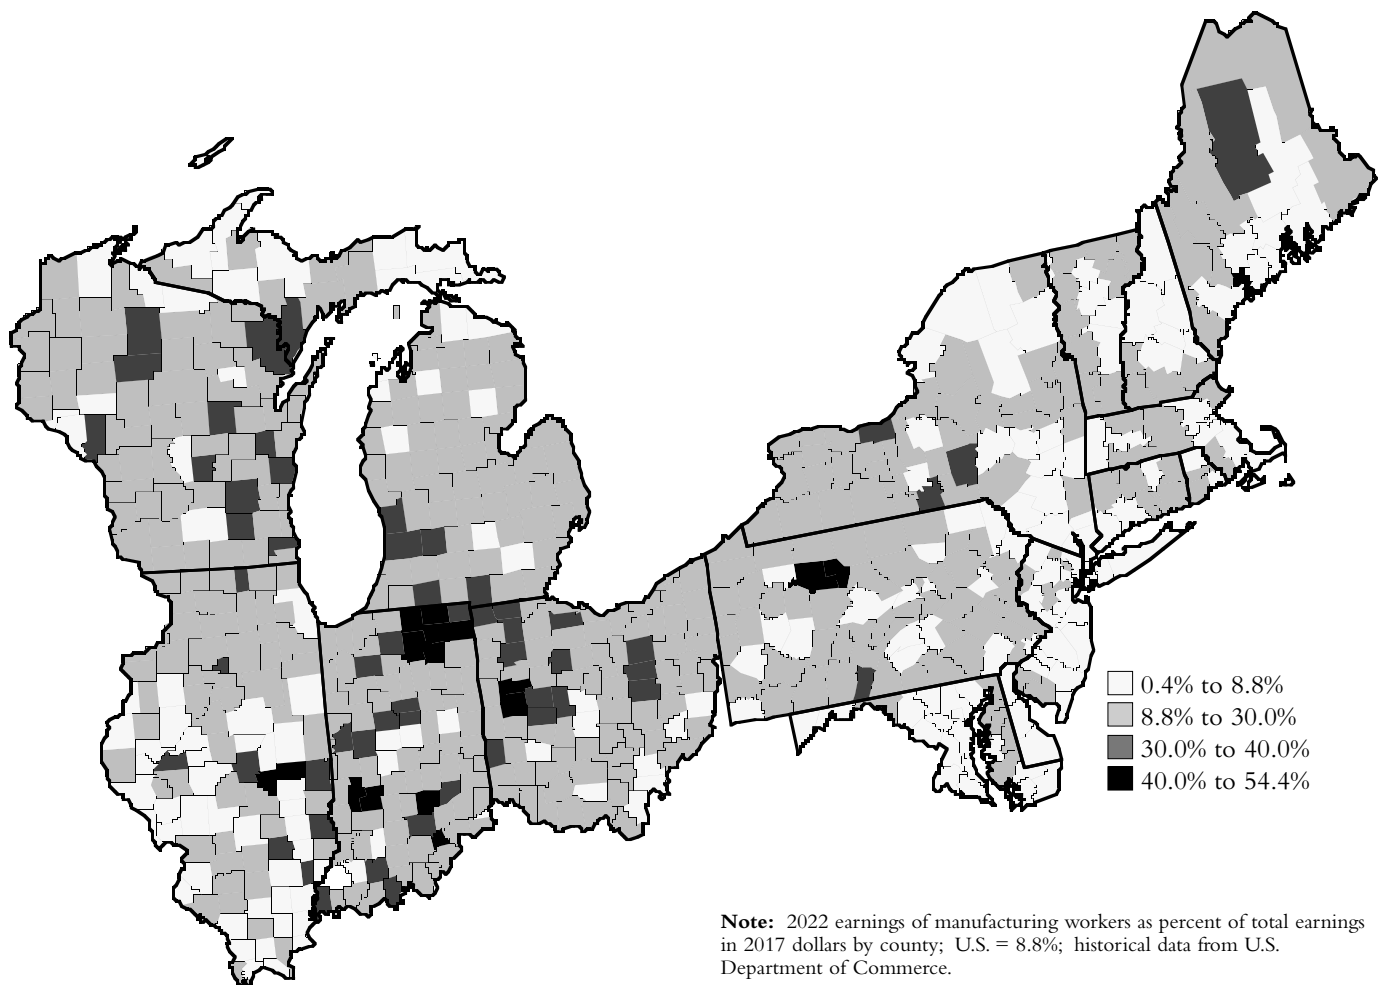 0.4% to 8.8%
8.8% to 30.0%
30.0% to 40.0%
40.0% to 54.4%
Note: 2022 earnings of manufacturing workers as percent of total earnings
in 2017 dollars by county; U.S. = 8.8%; historical data from U.S.
Department of Commerce.